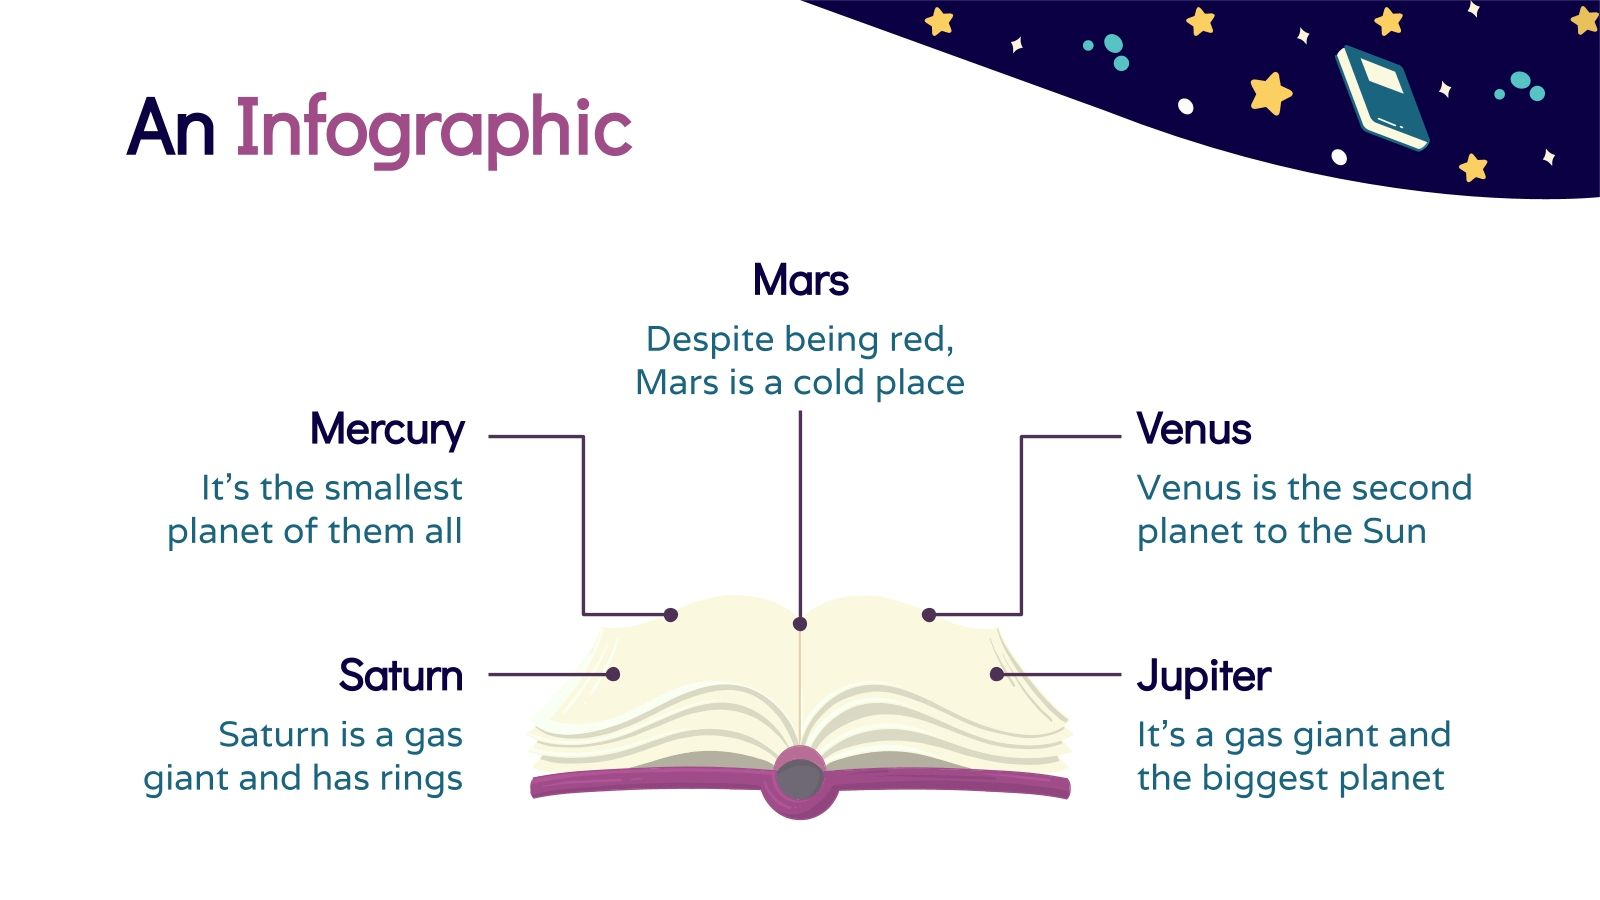 An Infographic
Mars
Despite being red,
Mars is a cold place
Mercury
It’s the smallest
planet of them all
Venus
Venus is the second
planet to the Sun
Saturn
Saturn is a gas
giant and has rings
Jupiter
It’s a gas giant and
the biggest planet